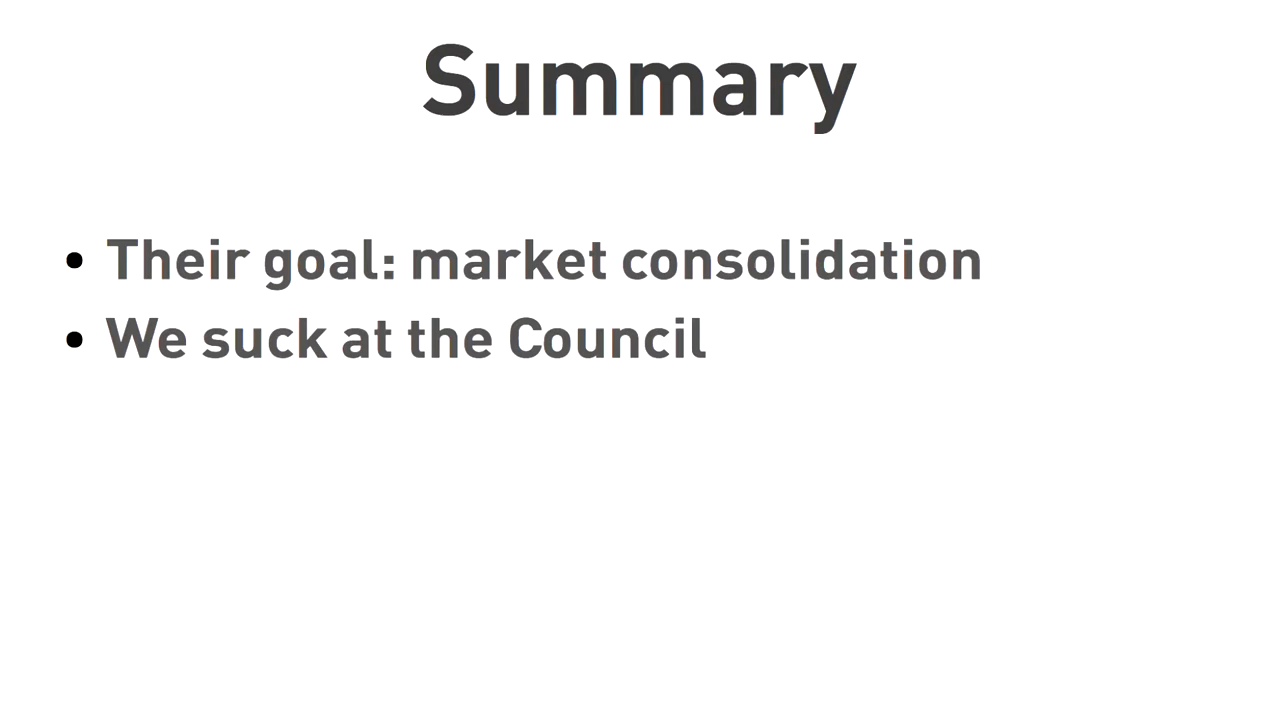 Summary
• Their goal: market consolidation
• We suck at the Council